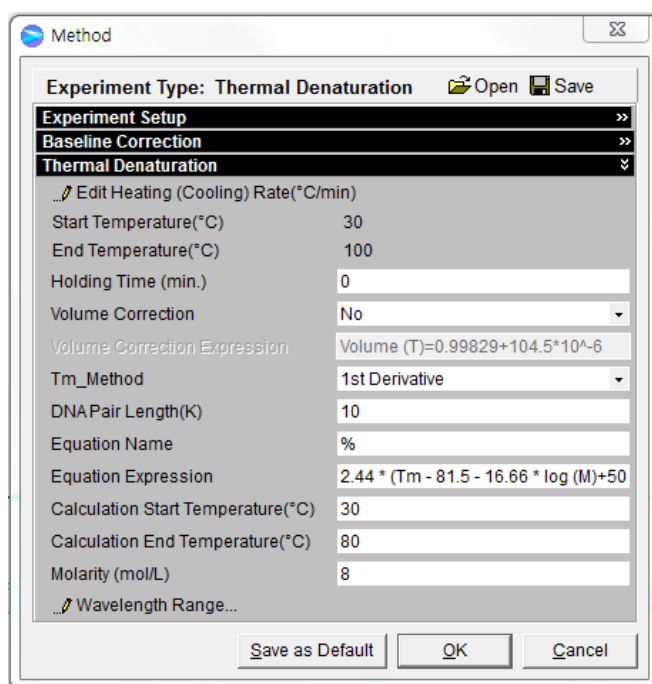 Method
Experiment Type: Thermal Denaturation Open Save
Experiment Setup »
Baseline Correction »
Thermal Denaturation
Edit Heating (Cooling) Rate(°C/min)
Start Temperature(°C) 30
End Temperature(°C) 100
Holding Time (min.) 0
Volume Correction No
Volume Correction Expression Volume (T)=0.99829+104.5*10^-6
Tm_Method 1st Derivative
DNA Pair Length(K) 10
Equation Name %
Equation Expression 2.44 * (Tm - 81.5 - 16.66 * log (M)+50
Calculation Start Temperature(°C) 30
Calculation End Temperature(°C) 80
Molarity (mol/L) 8
Wavelength Range...
Save as Default OK Cancel